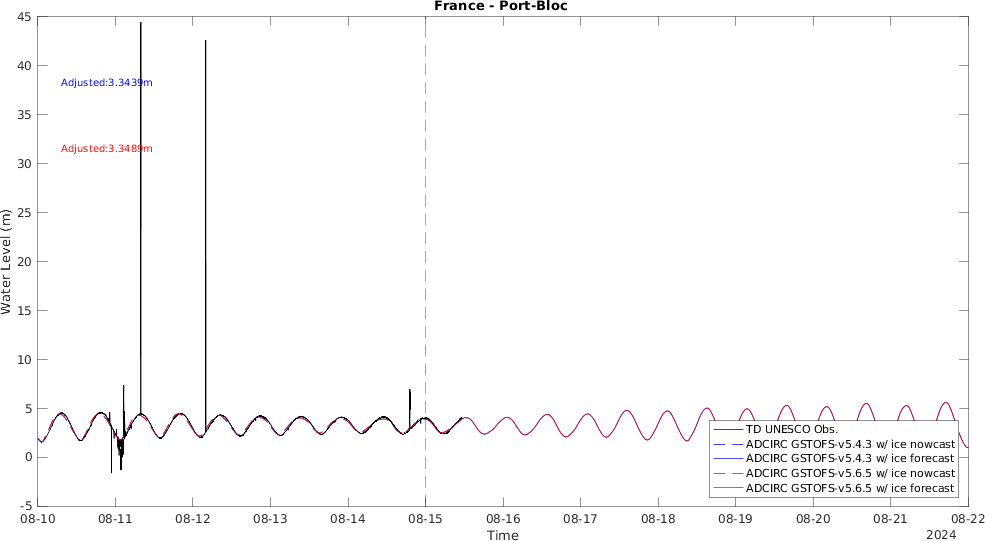 France - Port-Bloc
45
40
35
30
25
20
15
10
5
0
-5
Water Level (m)
Adjusted:3.3439m
Adjusted:3.3489m
TD UNESCO Obs.
ADCIRC GSTOFS-v5.4.3 w/ ice nowcast
ADCIRC GSTOFS-v5.4.3 w/ ice forecast
ADCIRC GSTOFS-v5.6.5 w/ ice nowcast
ADCIRC GSTOFS-v5.6.5 w/ ice forecast
08-10 08-11 08-12 08-13 08-14 08-15 08-16 08-17 08-18 08-19 08-20 08-21 08-22
Time
2024